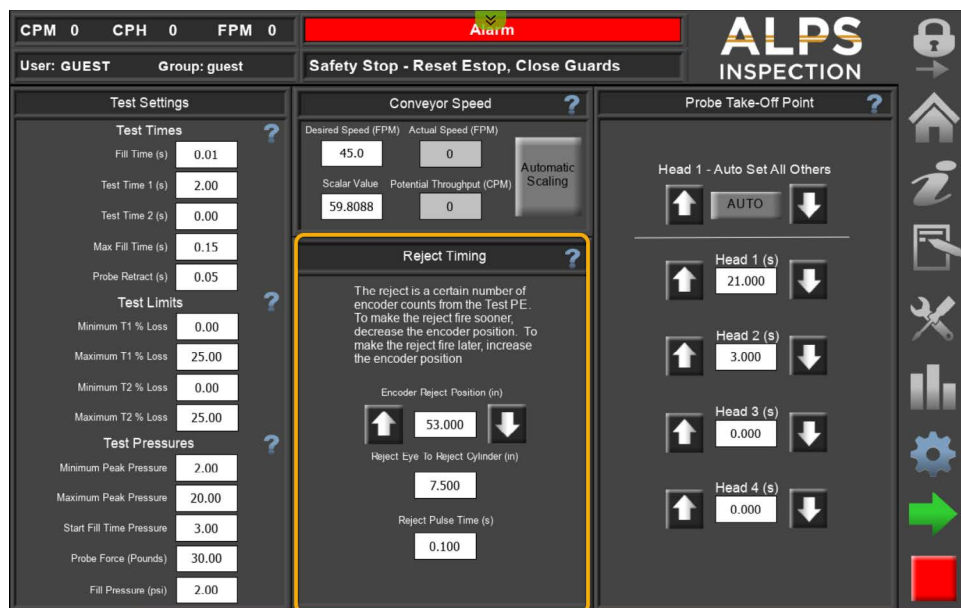 CPM 0 CPH 0 FPM 0
Alarm
ALPS
INSPECTION
User: GUEST Group: guest
Safety Stop - Reset Estop, Close Guards
Test Settings
Test Times ?
Fill Time (s) 0.01
Test Time 1 (s) 2.00
Test Time 2 (s) 0.00
Max Fill Time (s) 0.15
Probe Retract (s) 0.05
Test Limits ?
Minimum T1 % Loss 0.00
Maximum T1 % Loss 25.00
Minimum T2 % Loss 0.00
Maximum T2 % Loss 25.00
Test Pressures ?
Minimum Peak Pressure 2.00
Maximum Peak Pressure 20.00
Start Fill Time Pressure 3.00
Probe Force (Pounds) 30.00
Fill Pressure (psi) 2.00
Conveyor Speed ?
Desired Speed (FPM) Actual Speed (FPM)
45.0 0
Scalar Value Potential Throughput (CPM)
59.8088 0
Automatic
Scaling
Reject Timing ?
The reject is a certain number of
encoder counts from the Test PE.
To make the reject fire sooner,
decrease the encoder position. To
make the reject fire later, increase
the encoder position
Encoder Reject Position (in)
53.000
Reject Eye To Reject Cylinder (in)
7.500
Reject Pulse Time (s)
0.100
Probe Take-Off Point ?
Head 1 - Auto Set All Others
AUTO
Head 1 (s)
21.000
Head 2 (s)
3.000
Head 3 (s)
0.000
Head 4 (s)
0.000